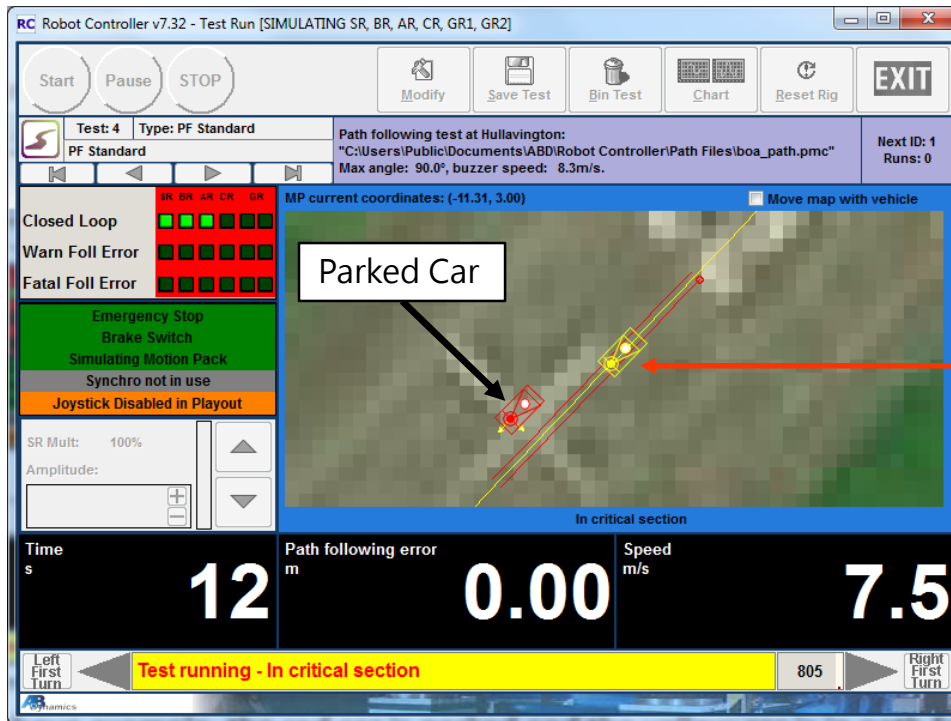 RC Robot Controller v7.32 - Test Run [SIMULATING SR, BR, AR, CR, GR1, GR2]
Start Pause STOP
Modify Save Test Bin Test Chart Reset Rig EXIT
Test: 4 Type: PF Standard
PF Standard
Path following test at Hullavington:
"C:\Users\Public\Documents\ABD\Robot Controller\Path Files\boa_path.pmc"
Max angle: 90.0º, buzzer speed: 8.3m/s.
Next ID: 1
Runs: 0
SR BR AR CR GR
Closed Loop
Warn Foll Error
Fatal Foll Error
MP current coordinates: (-11.31, 3.00)
Move map with vehicle
Parked Car
Emergency Stop
Brake Switch
Simulating Motion Pack
Synchro not in use
Joystick Disabled in Playout
SR Mult: 100%
Amplitude:
In critical section
Time
s
12
Path following error
m
0.00
Speed
m/s
7.5
Left
First
Turn
Test running - In critical section
805
Right
First
Turn
AB Dynamics